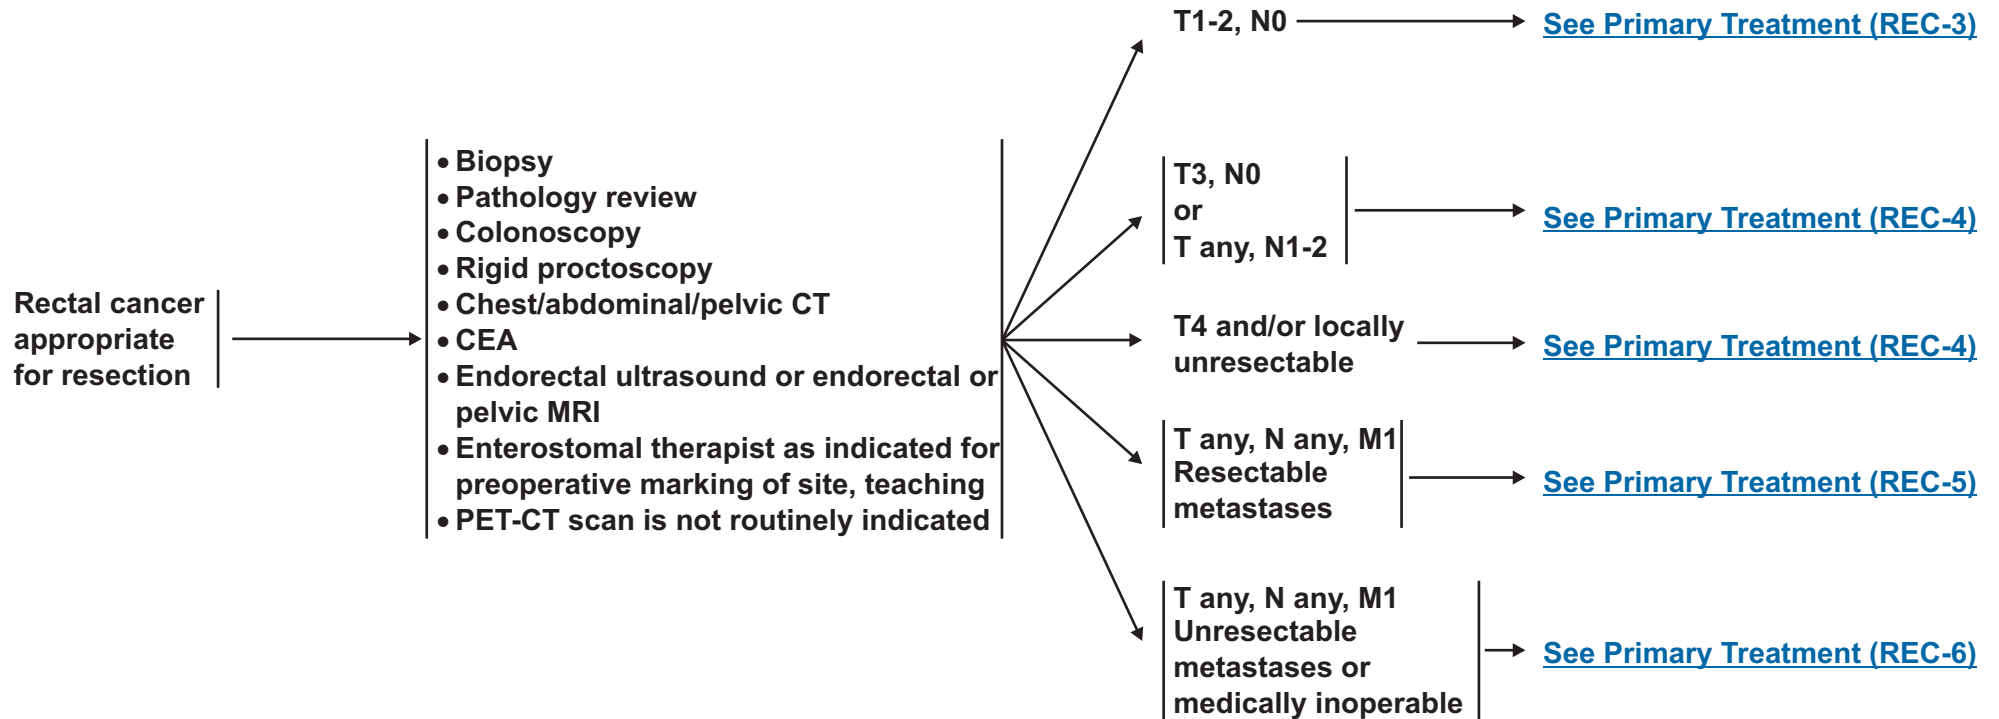 Rectal cancer
appropriate
for resection
• Biopsy
• Pathology review
• Colonoscopy
• Rigid proctoscopy
• Chest/abdominal/pelvic CT
• CEA
• Endorectal ultrasound or endorectal or
pelvic MRI
• Enterostomal therapist as indicated for
preoperative marking of site, teaching
• PET-CT scan is not routinely indicated
T1-2, N0
See Primary Treatment (REC-3)
T3, N0
or
T any, N1-2
See Primary Treatment (REC-4)
T4 and/or locally
unresectable
See Primary Treatment (REC-4)
T any, N any, M1
Resectable
metastases
See Primary Treatment (REC-5)
T any, N any, M1
Unresectable
metastases or
medically inoperable
See Primary Treatment (REC-6)